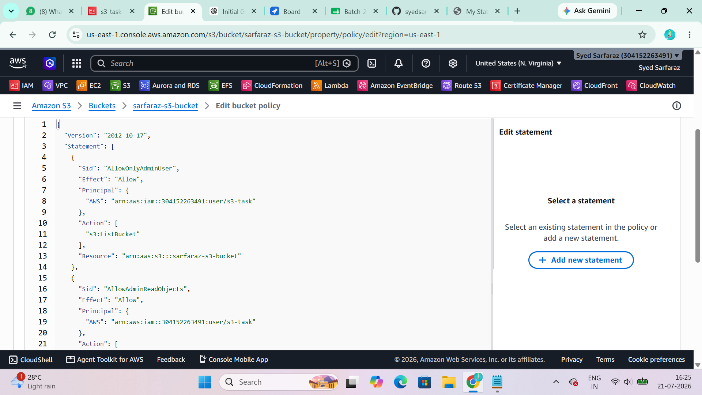 (8) Wha
s3_task
Edit bu
Initial (
Board
Batch 2
syedsar
My Sta
Ask Gemini
us-east-1.console.aws.amazon.com/s3/bucket/sarfaraz-s3-bucket/property/policy/edit?region=us-east-1
aws
Search
[Alt+S]
United States (N. Virginia) ▼
Syed Sarfaraz (304152263491) ▼
Syed Sarfaraz
IAM VPC EC2 S3 Aurora and RDS EFS CloudFormation Lambda Amazon EventBridge Route 53 Certificate Manager CloudFront CloudWatch
Amazon S3 > Buckets > sarfaraz-s3-bucket > Edit bucket policy
1 {
2 "Version": "2012-10-17",
3 "Statement": [
4 {
5 "Sid": "AllowOnlyAdminUser",
6 "Effect": "Allow",
7 "Principal": {
8 "AWS": "arn:aws:iam::304152263491:user/s3-task"
9 },
10 "Action": [
11 "s3:ListBucket"
12 ],
13 "Resource": "arn:aws:s3:::sarfaraz-s3-bucket"
14 },
15 {
16 "Sid": "AllowAdminReadObjects",
17 "Effect": "Allow",
18 "Principal": {
19 "AWS": "arn:aws:iam::304152263491:user/s3-task"
20 },
21 "Action": [
Edit statement
Select a statement
Select an existing statement in the policy or
add a new statement.
+ Add new statement
CloudShell
Agent Toolkit for AWS
Feedback
Console Mobile App
© 2026, Amazon Web Services, Inc. or its affiliates.
Privacy
Terms
Cookie preferences
1
28°C
Light rain
Search
ENG
IN
16:25
21-07-2026